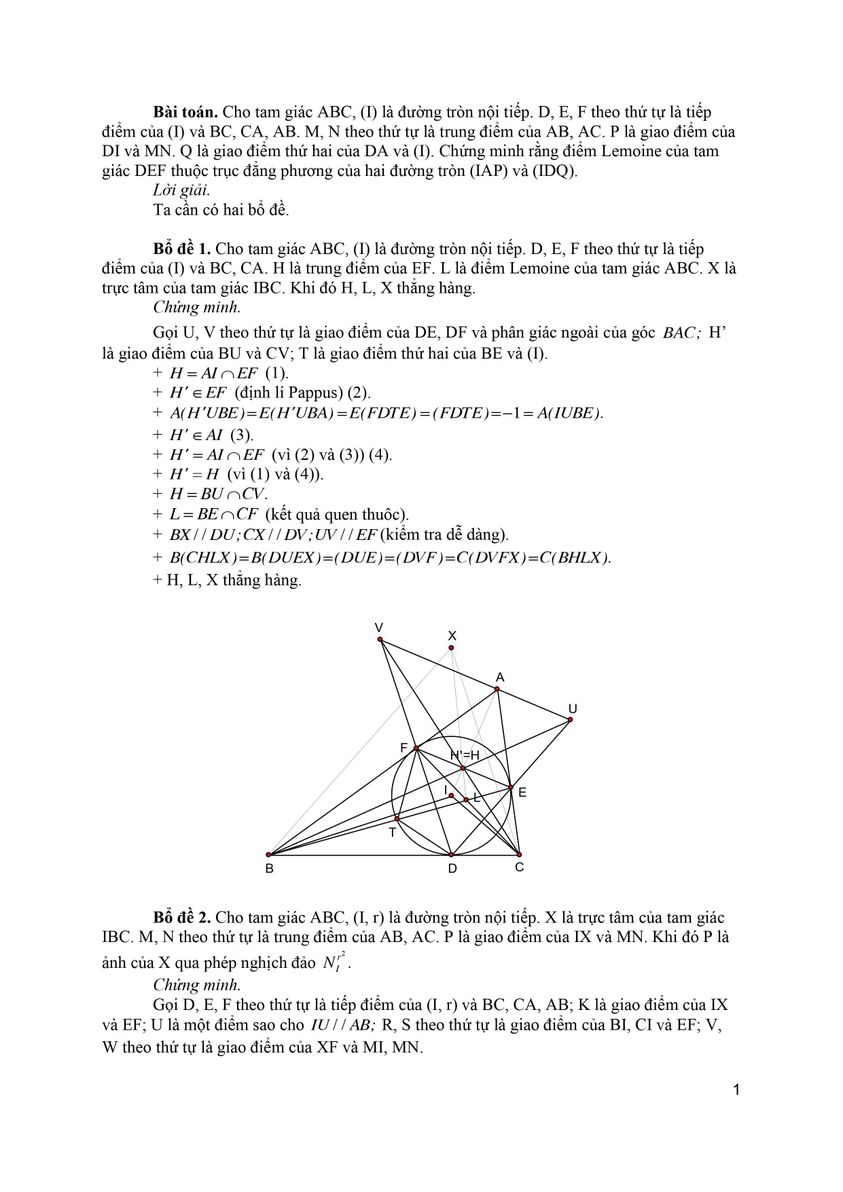 Bài toán. Cho tam giác ABC, (I) là đường tròn nội tiếp. D, E, F theo thứ tự là tiếp
điểm của (I) và BC, CA, AB. M, N theo thứ tự là trung điểm của AB, AC. P là giao điểm của
DI và MN. Q là giao điểm thứ hai của DA và (I). Chứng minh rằng điểm Lemoine của tam
giác DEF thuộc trục đẳng phương của hai đường tròn (IAP) và (IDQ).
Lời giải.
Ta cần có hai bổ đề.
Bổ đề 1. Cho tam giác ABC, (I) là đường tròn nội tiếp. D, E, F theo thứ tự là tiếp
điểm của (I) và BC, CA. H là trung điểm của EF. L là điểm Lemoine của tam giác ABC. X là
trực tâm của tam giác IBC. Khi đó H, L, X thẳng hàng.
Chứng minh.
Gọi U, V theo thứ tự là giao điểm của DE, DF và phân giác ngoài của góc BAC; H’
là giao điểm của BU và CV; T là giao điểm thứ hai của BE và (I).
+ H = AI ∩ EF (1).
+ H′ ∈ EF (định lí Pappus) (2).
+ A(H′UBE) = E(H′UBA) = E(FDTE) = (FDTE) = −1 = A(IUBE).
+ H′ ∈ AI (3).
+ H′ = AI ∩ EF (vì (2) và (3)) (4).
+ H′ = H (vì (1) và (4)).
+ H = BU ∩ CV.
+ L = BE ∩ CF (kết quả quen thuôc).
+ BX / / DU; CX / / DV; UV / / EF (kiểm tra dễ dàng).
+ B(CHLX) = B(DUEX) = (DUE) = (DVF) = C(DVFX) = C(BHLX).
+ H, L, X thẳng hàng.
V
X
A
U
F
H'=H
I
L
E
T
B
D
C
Bổ đề 2. Cho tam giác ABC, (I, r) là đường tròn nội tiếp. X là trực tâm của tam giác
IBC. M, N theo thứ tự là trung điểm của AB, AC. P là giao điểm của IX và MN. Khi đó P là
ảnh của X qua phép nghịch đảo N_I^{r²}.
Chứng minh.
Gọi D, E, F theo thứ tự là tiếp điểm của (I, r) và BC, CA, AB; K là giao điểm của IX
và EF; U là một điểm sao cho IU / / AB; R, S theo thứ tự là giao điểm của BI, CI và EF; V,
W theo thứ tự là giao điểm của XF và MI, MN.
1